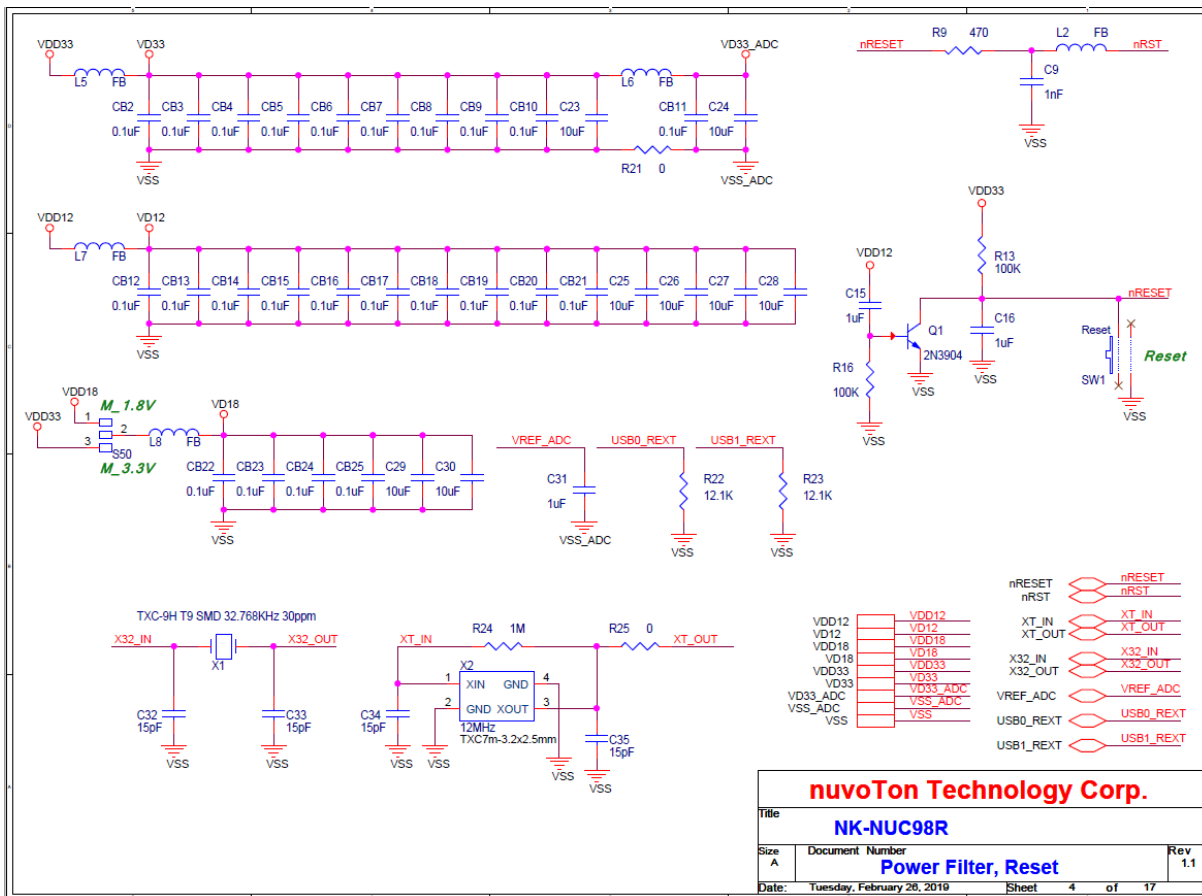 VDD33 VD33 VD33_ADC
L5 FB L6 FB
CB2 CB3 CB4 CB5 CB6 CB7 CB8 CB9 CB10 C23 CB11 C24
0.1uF 0.1uF 0.1uF 0.1uF 0.1uF 0.1uF 0.1uF 0.1uF 0.1uF 10uF 0.1uF 10uF
R21 0
VSS VSS_ADC
nRESET R9 470 L2 FB nRST
C9
1nF
VSS
VDD12 VD12
L7 FB
CB12 CB13 CB14 CB15 CB16 CB17 CB18 CB19 CB20 CB21 C25 C26 C27 C28
0.1uF 0.1uF 0.1uF 0.1uF 0.1uF 0.1uF 0.1uF 0.1uF 0.1uF 0.1uF 10uF 10uF 10uF 10uF
VSS
VDD33
R13
100K
VDD12
C15
1uF
nRESET
Q1
2N3904
C16
1uF
Reset
SW1
Reset
R16
100K
VSS VSS VSS VSS
VDD18 M_1.8V
VDD33
1
2
3
S50
M_3.3V
L8 FB
VD18
CB22 CB23 CB24 CB25 C29 C30
0.1uF 0.1uF 0.1uF 0.1uF 10uF 10uF
VSS
VREF_ADC USB0_REXT USB1_REXT
C31
1uF
R22
12.1K
R23
12.1K
VSS_ADC VSS VSS
TXC-9H T9 SMD 32.768KHz 30ppm
X32_IN X32_OUT
X1
C32
15pF
C33
15pF
VSS VSS
XT_IN R24 1M R25 0 XT_OUT
X2
1 XIN GND 4
2 GND XOUT 3
12MHz
TXC7m-3.2x2.5mm
C34
15pF
C35
15pF
VSS VSS VSS VSS
VDD12 VDD12
VD12 VD12
VDD18 VDD18
VD18 VD18
VDD33 VDD33
VD33 VD33
VD33_ADC VD33_ADC
VSS_ADC VSS_ADC
VSS VSS
nRESET nRESET
nRST nRST
XT_IN XT_IN
XT_OUT XT_OUT
X32_IN X32_IN
X32_OUT X32_OUT
VREF_ADC VREF_ADC
USB0_REXT USB0_REXT
USB1_REXT USB1_REXT
nuvoTon Technology Corp.
Title
NK-NUC98R
Size Document Number Rev
A Power Filter, Reset 1.1
Date: Tuesday, February 26, 2019 Sheet 4 of 17